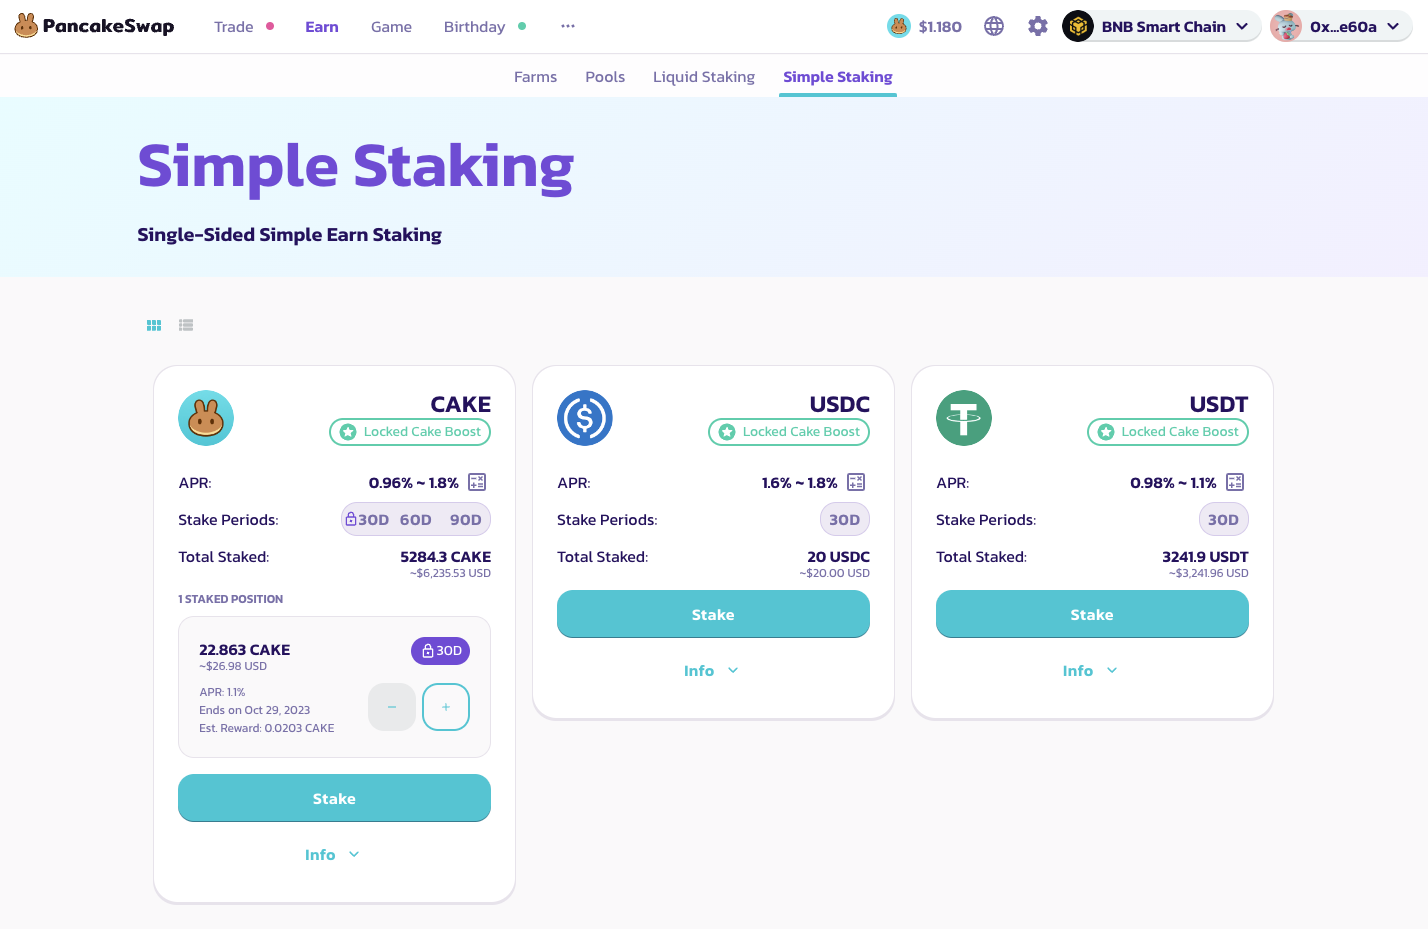 PancakeSwap Trade Earn Game Birthday ··· $1.180 BNB Smart Chain 0x...e60a
Farms Pools Liquid Staking Simple Staking
Simple Staking
Single-Sided Simple Earn Staking
CAKE
Locked Cake Boost
APR: 0.96% ~ 1.8%
Stake Periods: 30D 60D 90D
Total Staked: 5284.3 CAKE
~$6,235.53 USD
1 STAKED POSITION
22.863 CAKE 30D
~$26.98 USD
APR: 1.1%
Ends on Oct 29, 2023
Est. Reward: 0.0203 CAKE
− +
Stake
Info
USDC
Locked Cake Boost
APR: 1.6% ~ 1.8%
Stake Periods: 30D
Total Staked: 20 USDC
~$20.00 USD
Stake
Info
USDT
Locked Cake Boost
APR: 0.98% ~ 1.1%
Stake Periods: 30D
Total Staked: 3241.9 USDT
~$3,241.96 USD
Stake
Info